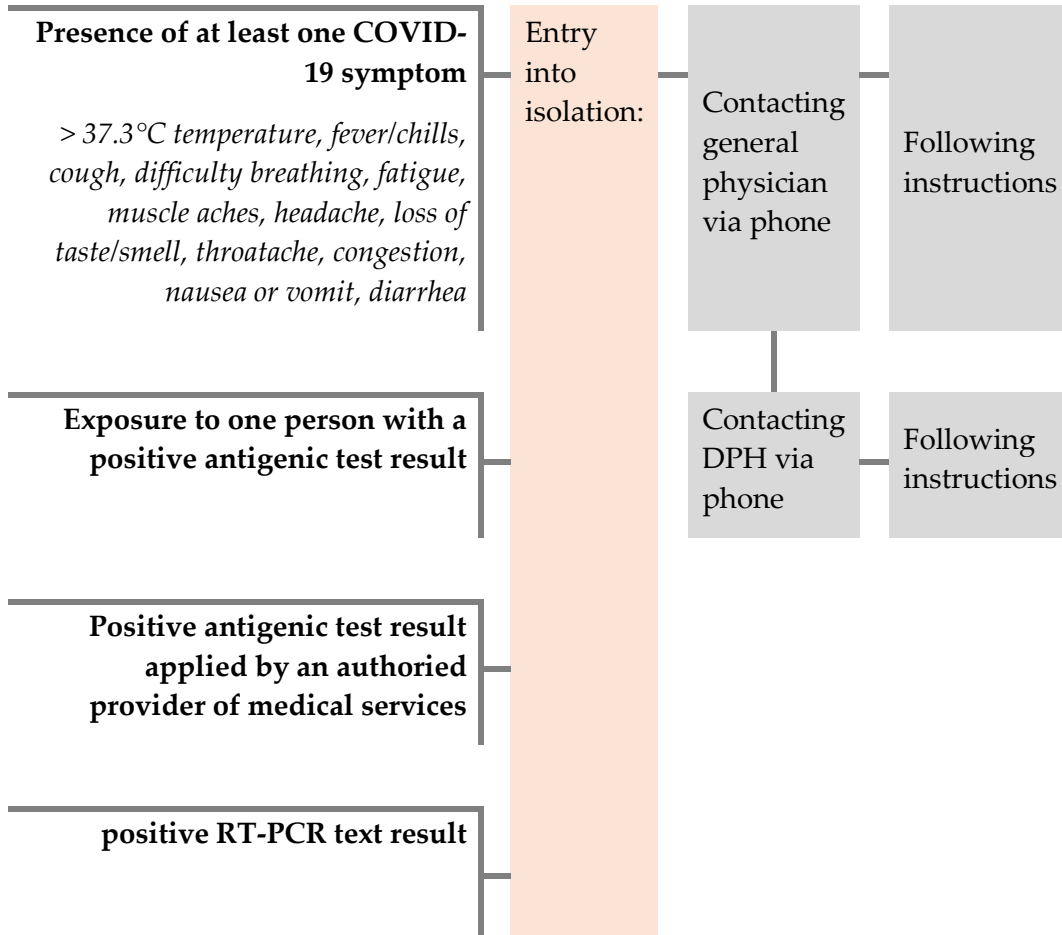 Presence of at least one COVID-
19 symptom
> 37.3°C temperature, fever/chills,
cough, difficulty breathing, fatigue,
muscle aches, headache, loss of
taste/smell, throatache, congestion,
nausea or vomit, diarrhea
Entry
into
isolation:
Contacting
general
physician
via phone
Following
instructions
Exposure to one person with a
positive antigenic test result
Contacting
DPH via
phone
Following
instructions
Positive antigenic test result
applied by an authoried
provider of medical services
positive RT-PCR text result